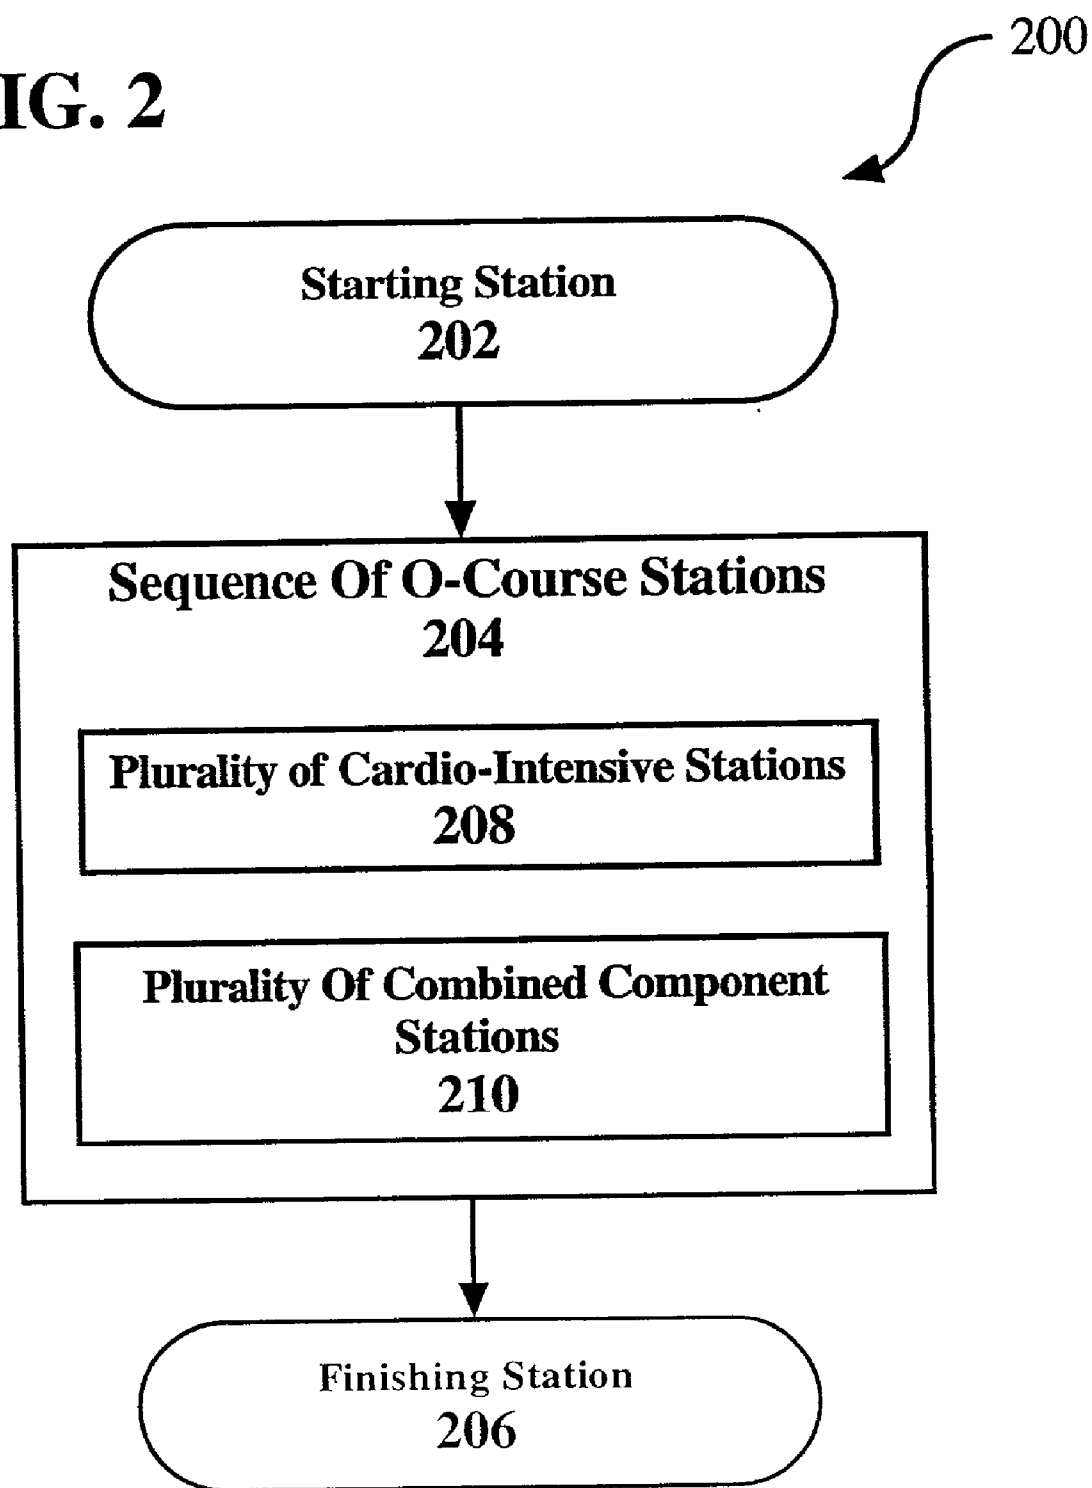 200
IG. 2
Starting Station
202
Sequence Of O-Course Stations
204
Plurality of Cardio-Intensive Stations
208
Plurality Of Combined Component
Stations
210
Finishing Station
206